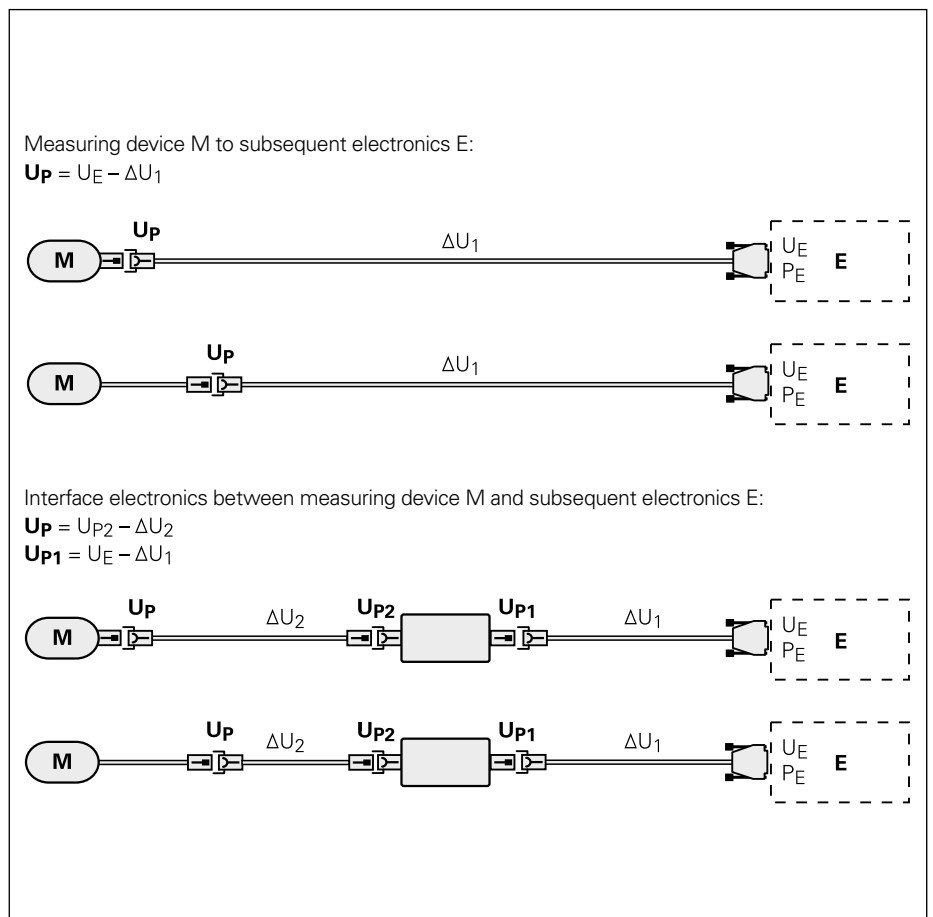 Measuring device M to subsequent electronics E:
UP = UE – ΔU1
UP
ΔU1
M
UE
PE
E
UP
ΔU1
M
UE
PE
E
Interface electronics between measuring device M and subsequent electronics E:
UP = UP2 – ΔU2
UP1 = UE – ΔU1
UP
ΔU2
UP2
UP1
ΔU1
M
UE
PE
E
UP
ΔU2
UP2
UP1
ΔU1
M
UE
PE
E